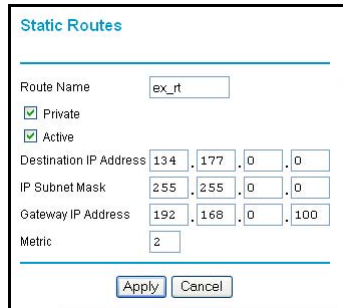 Static Routes
Route Name ex_rt
Private
Active
Destination IP Address 134 . 177 . 0 . 0
IP Subnet Mask 255 . 255 . 0 . 0
Gateway IP Address 192 . 168 . 0 . 100
Metric 2
Apply Cancel